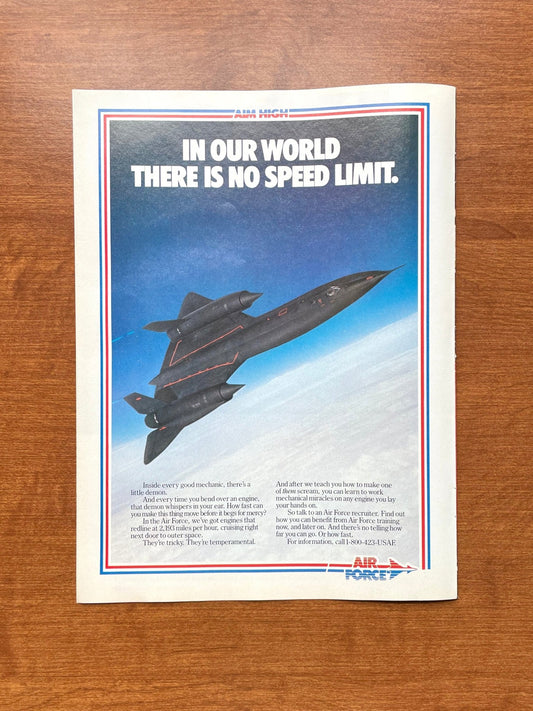 AIM HIGH
IN OUR WORLD
THERE IS NO SPEED LIMIT.
Inside every good mechanic, there's a
little demon.
And every time you bend over an engine,
that demon whispers in your ear. How fast can
you make this thing move before it begs for mercy?
In the Air Force, we've got engines that
redline at 2,193 miles per hour, cruising right
next door to outer space.
They're tricky. They're temperamental.
And after we teach you how to make one
of them scream, you can learn to work
mechanical miracles on any engine you lay
your hands on.
So talk to an Air Force recruiter. Find out
how you can benefit from Air Force training
now, and later on. And there's no telling how
far you can go. Or how fast.
For information, call 1-800-423-USAF.
AIR
FORCE